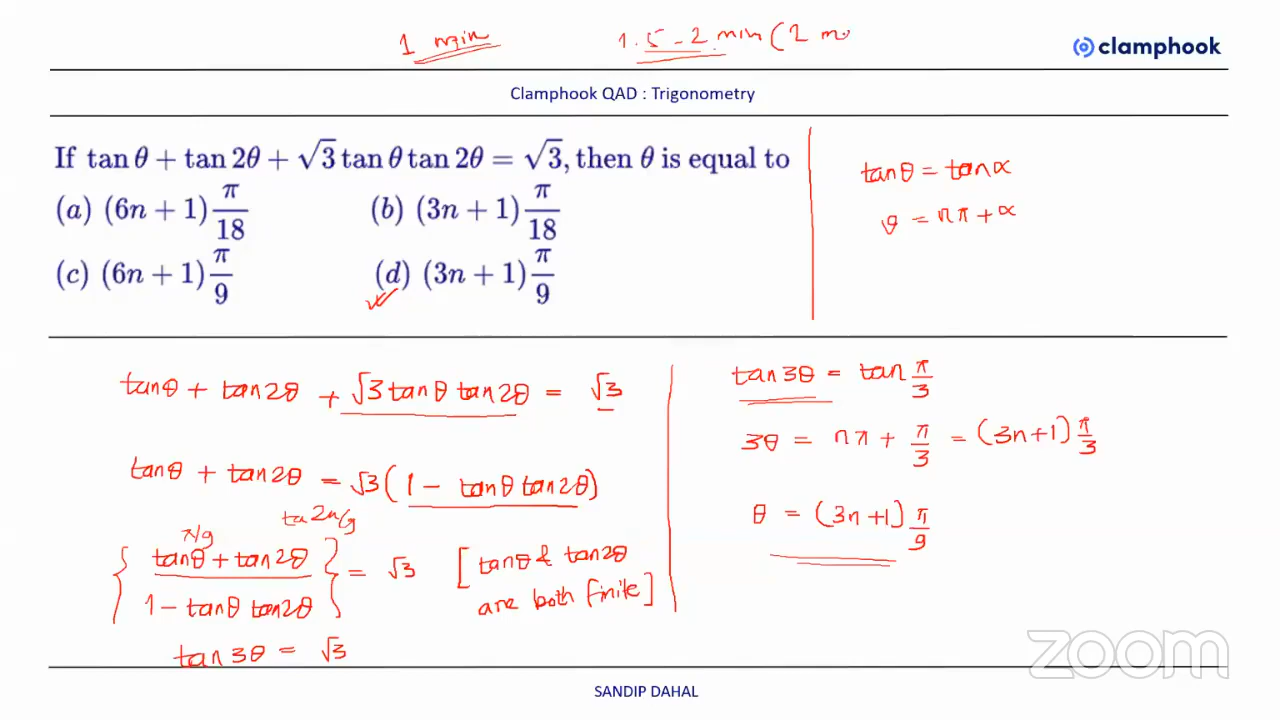 1 min
1.5 - 2 min (2 m
clamphook
Clamphook QAD : Trigonometry
If tan θ + tan 2θ + √3 tan θ tan 2θ = √3, then θ is equal to
(a) (6n + 1) π/18 (b) (3n + 1) π/18
(c) (6n + 1) π/9 (d) (3n + 1) π/9
tanθ = tanα
θ = nπ + α
tanθ + tan2θ + √3 tanθ tan2θ = √3
tanθ + tan2θ = √3 (1 - tanθ tan2θ)
π/9 tan 2π/9
{ (tanθ + tan2θ) / (1 - tanθ tan2θ) } = √3 [tanθ & tan2θ
are both finite]
tan 3θ = √3
tan3θ = tan π/3
3θ = nπ + π/3 = (3n+1) π/3
θ = (3n+1) π/9
zoom
SANDIP DAHAL